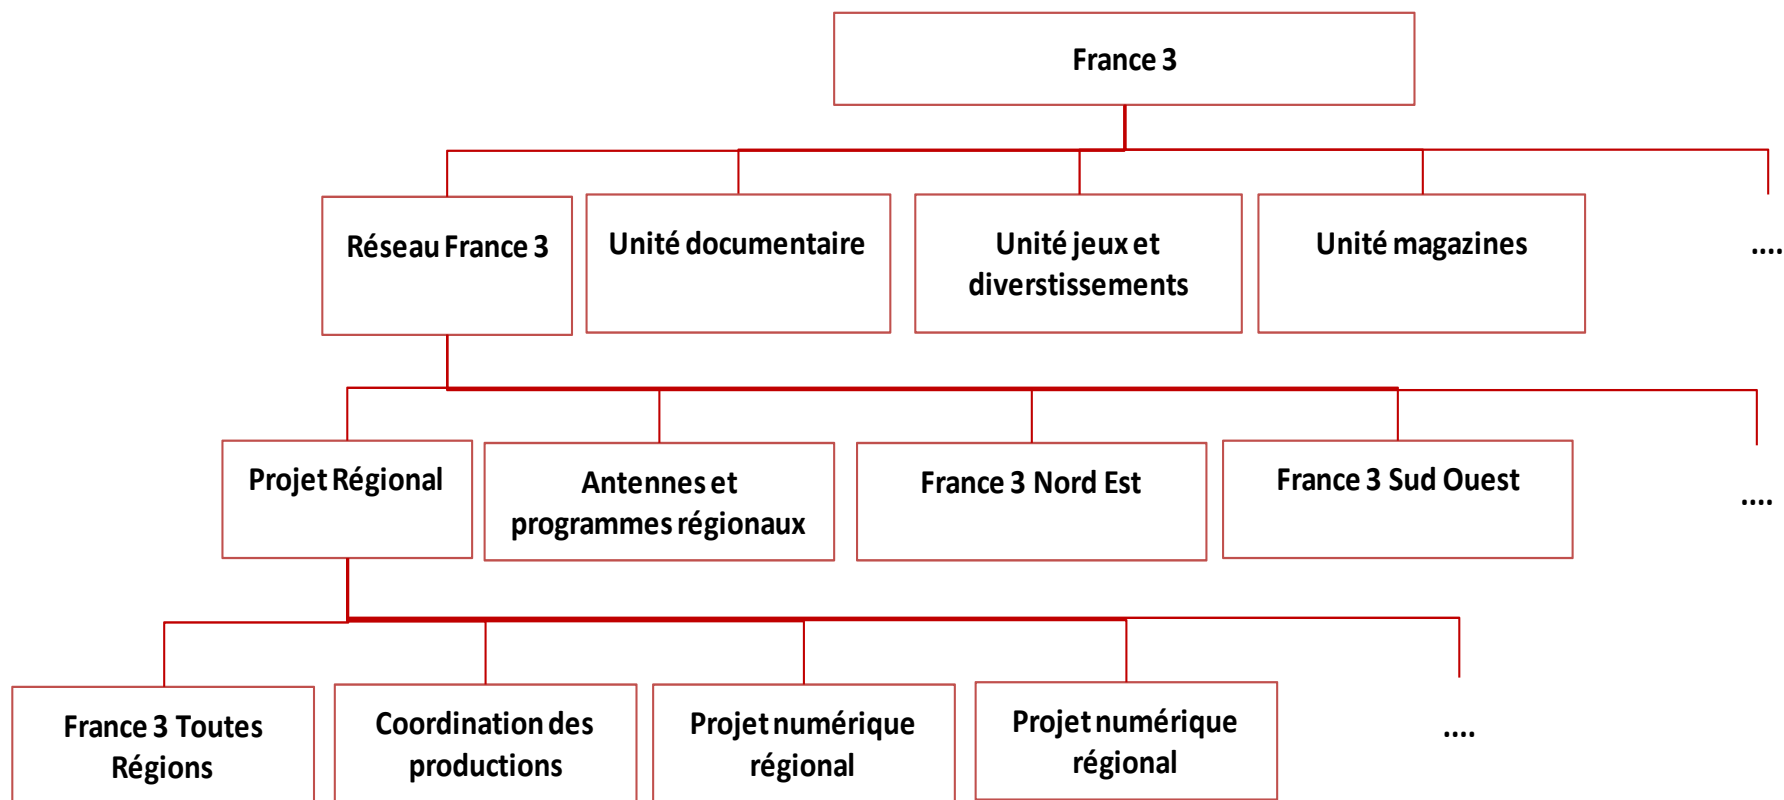 France 3
Réseau France 3
Unité documentaire
Unité jeux et
diverstissements
Unité magazines
....
Projet Régional
Antennes et
programmes régionaux
France 3 Nord Est
France 3 Sud Ouest
....
France 3 Toutes
Régions
Coordination des
productions
Projet numérique
régional
Projet numérique
régional
....